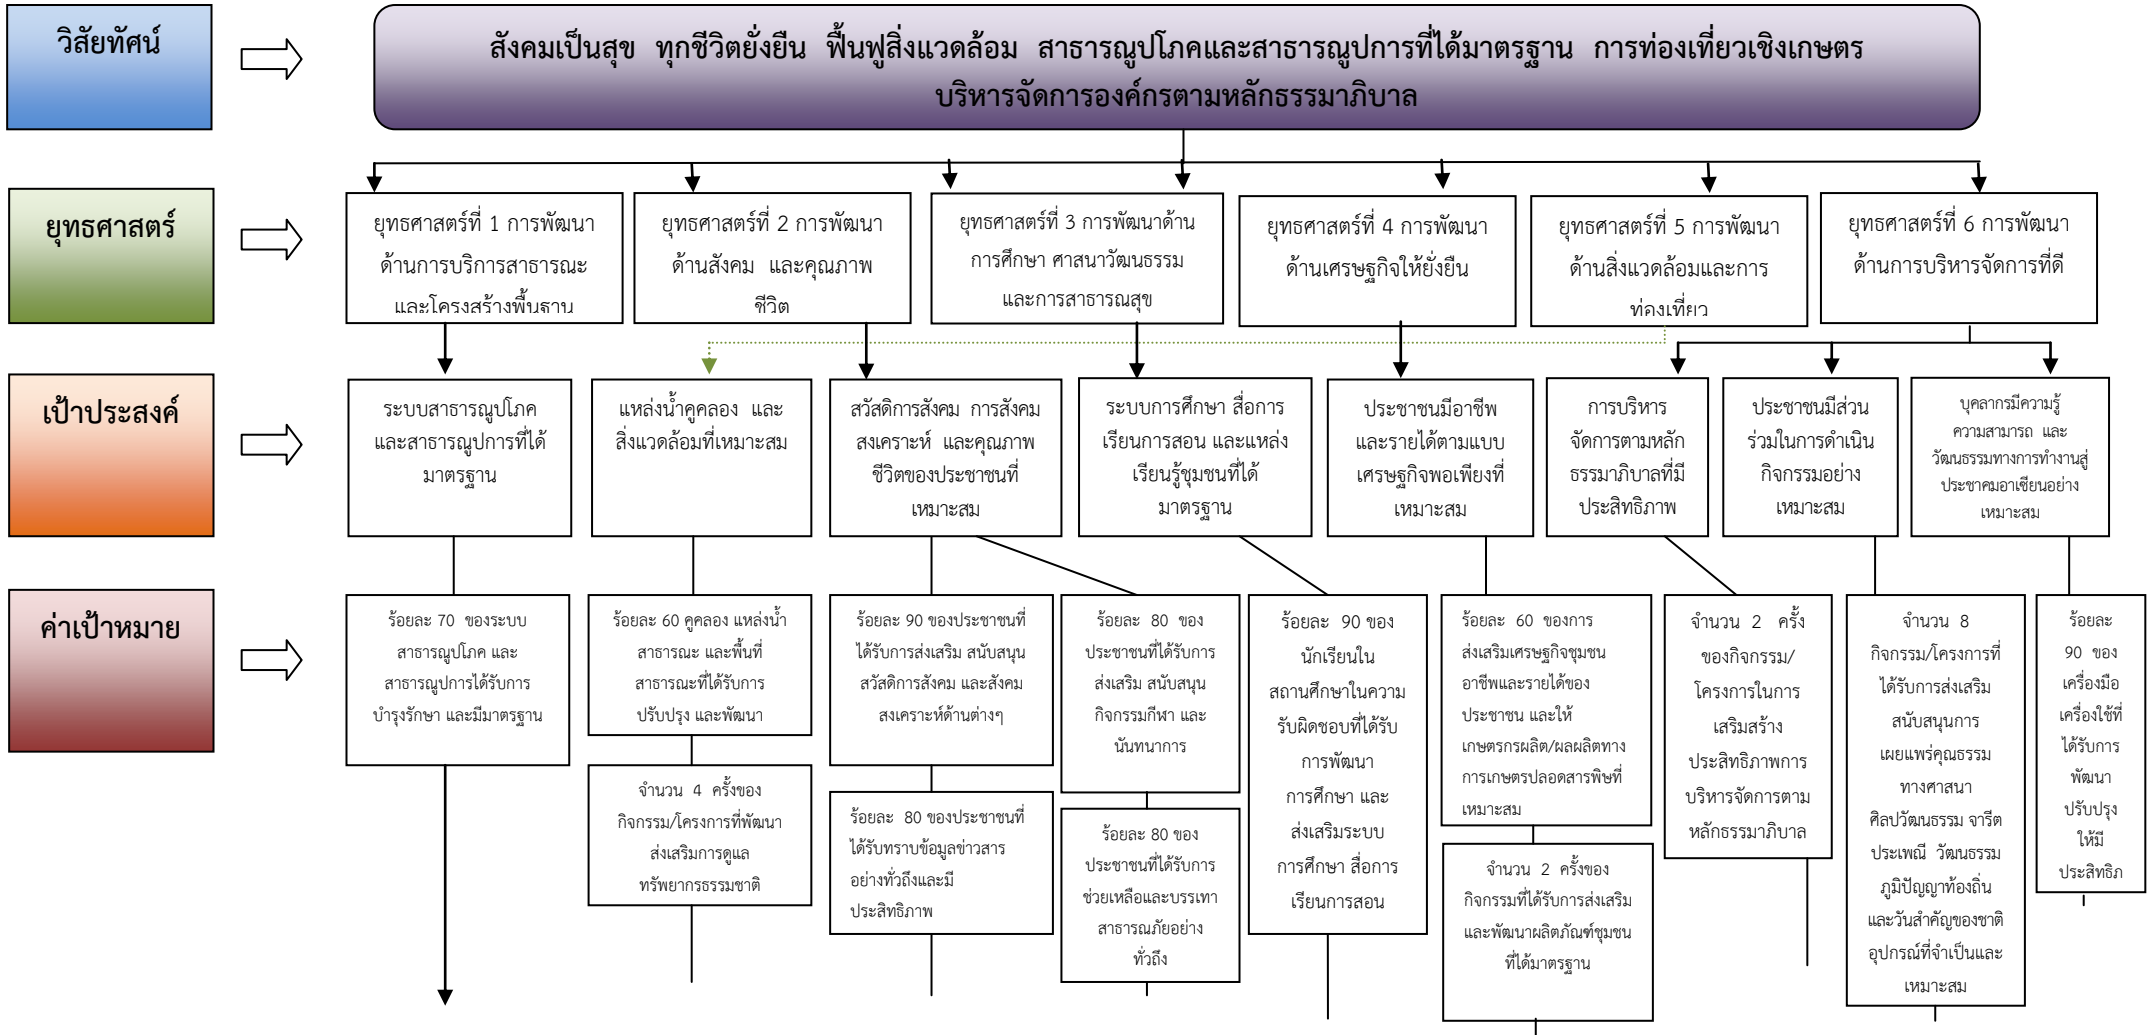 วิสัยทัศน์
สังคมเป็นสุข ทุกชีวิตยั่งยืน ฟื้นฟูสิ่งแวดล้อม สาธารณูปโภคและสาธารณูปการที่ได้มาตรฐาน การท่องเที่ยวเชิงเกษตร
บริหารจัดการองค์กรตามหลักธรรมาภิบาล
ยุทธศาสตร์
ยุทธศาสตร์ที่ 1 การพัฒนา
ด้านการบริการสาธารณะ
และโครงสร้างพื้นฐาน
ยุทธศาสตร์ที่ 2 การพัฒนา
ด้านสังคม และคุณภาพ
ชีวิต
ยุทธศาสตร์ที่ 3 การพัฒนาด้าน
การศึกษา ศาสนาวัฒนธรรม
และการสาธารณสุข
ยุทธศาสตร์ที่ 4 การพัฒนา
ด้านเศรษฐกิจให้ยั่งยืน
ยุทธศาสตร์ที่ 5 การพัฒนา
ด้านสิ่งแวดล้อมและการ
ท่องเที่ยว
ยุทธศาสตร์ที่ 6 การพัฒนา
ด้านการบริหารจัดการที่ดี
เป้าประสงค์
ระบบสาธารณูปโภค
และสาธารณูปการที่ได้
มาตรฐาน
แหล่งน้ำคูคลอง และ
สิ่งแวดล้อมที่เหมาะสม
สวัสดิการสังคม การสังคม
สงเคราะห์ และคุณภาพ
ชีวิตของประชาชนที่
เหมาะสม
ระบบการศึกษา สื่อการ
เรียนการสอน และแหล่ง
เรียนรู้ชุมชนที่ได้
มาตรฐาน
ประชาชนมีอาชีพ
และรายได้ตามแบบ
เศรษฐกิจพอเพียงที่
เหมาะสม
การบริหาร
จัดการตามหลัก
ธรรมาภิบาลที่มี
ประสิทธิภาพ
ประชาชนมีส่วน
ร่วมในการดำเนิน
กิจกรรมอย่าง
เหมาะสม
บุคลากรมีความรู้
ความสามารถ และ
วัฒนธรรมทางการทำงานสู่
ประชาคมอาเซียนอย่าง
เหมาะสม
ค่าเป้าหมาย
ร้อยละ 70 ของระบบ
สาธารณูปโภค และ
สาธารณูปการได้รับการ
บำรุงรักษา และมีมาตรฐาน
ร้อยละ 60 คูคลอง แหล่งน้ำ
สาธารณะ และพื้นที่
สาธารณะที่ได้รับการ
ปรับปรุง และพัฒนา
จำนวน 4 ครั้งของ
กิจกรรม/โครงการที่พัฒนา
ส่งเสริมการดูแล
ทรัพยากรธรรมชาติ
ร้อยละ 90 ของประชาชนที่
ได้รับการส่งเสริม สนับสนุน
สวัสดิการสังคม และสังคม
สงเคราะห์ด้านต่างๆ
ร้อยละ 80 ของประชาชนที่
ได้รับทราบข้อมูลข่าวสาร
อย่างทั่วถึงและมี
ประสิทธิภาพ
ร้อยละ 80 ของ
ประชาชนที่ได้รับการ
ส่งเสริม สนับสนุน
กิจกรรมกีฬา และ
นันทนาการ
ร้อยละ 80 ของ
ประชาชนที่ได้รับการ
ช่วยเหลือและบรรเทา
สาธารณภัยอย่าง
ทั่วถึง
ร้อยละ 90 ของ
นักเรียนใน
สถานศึกษาในความ
รับผิดชอบที่ได้รับ
การพัฒนา
การศึกษา และ
ส่งเสริมระบบ
การศึกษา สื่อการ
เรียนการสอน
ร้อยละ 60 ของการ
ส่งเสริมเศรษฐกิจชุมชน
อาชีพและรายได้ของ
ประชาชน และให้
เกษตรกรผลิต/ผลผลิตทาง
การเกษตรปลอดสารพิษที่
เหมาะสม
จำนวน 2 ครั้งของ
กิจกรรมที่ได้รับการส่งเสริม
และพัฒนาผลิตภัณฑ์ชุมชน
ที่ได้มาตรฐาน
จำนวน 2 ครั้ง
ของกิจกรรม/
โครงการในการ
เสริมสร้าง
ประสิทธิภาพการ
บริหารจัดการตาม
หลักธรรมาภิบาล
จำนวน 8
กิจกรรม/โครงการที่
ได้รับการส่งเสริม
สนับสนุนการ
เผยแพร่คุณธรรม
ทางศาสนา
ศิลปวัฒนธรรม จารีต
ประเพณี วัฒนธรรม
ภูมิปัญญาท้องถิ่น
และวันสำคัญของชาติ
อุปกรณ์ที่จำเป็นและ
เหมาะสม
ร้อยละ
90 ของ
เครื่องมือ
เครื่องใช้ที่
ได้รับการ
พัฒนา
ปรับปรุง
ให้มี
ประสิทธิภ